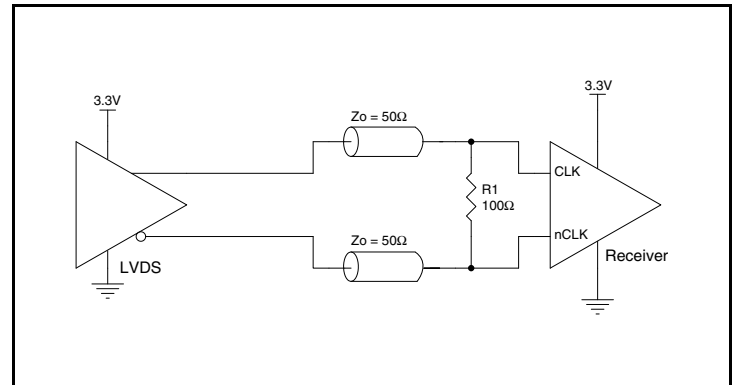 3.3V
3.3V
Zo = 50Ω
CLK
R1
100Ω
nCLK
Zo = 50Ω
LVDS
Receiver